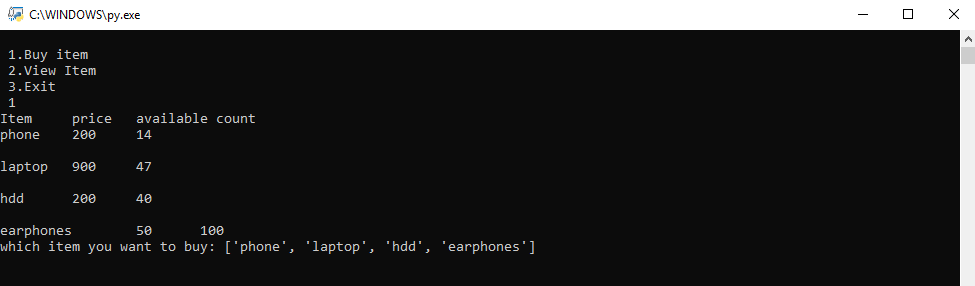 C:\WINDOWS\py.exe
1.Buy item
2.View Item
3.Exit
1
Item price available count
phone 200 14
laptop 900 47
hdd 200 40
earphones 50 100
which item you want to buy: ['phone', 'laptop', 'hdd', 'earphones']